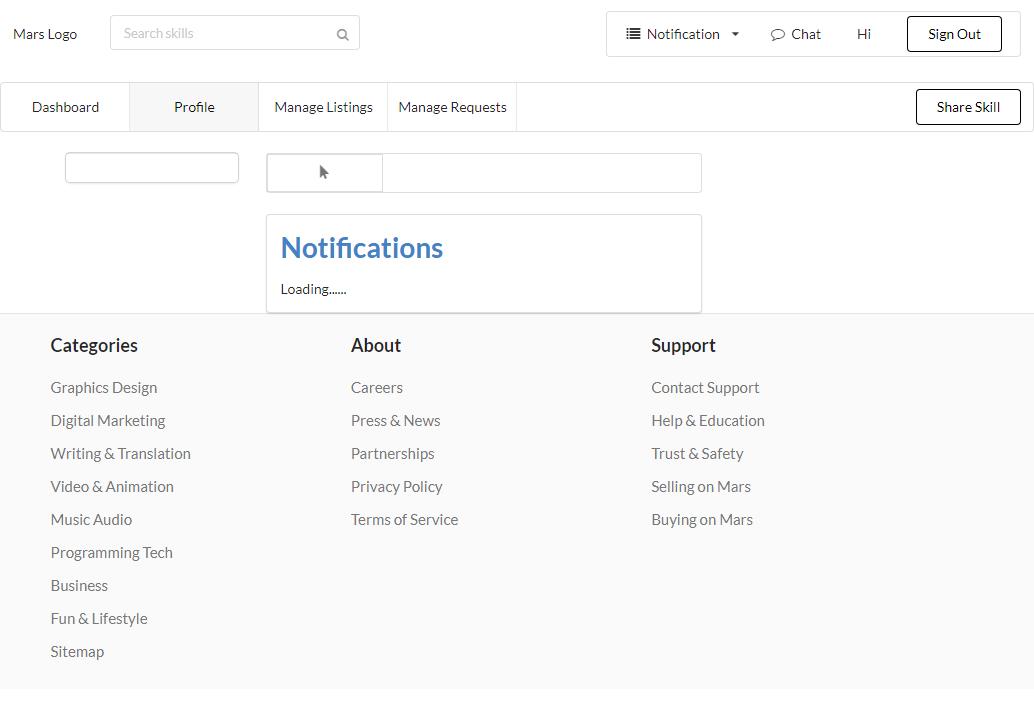 Mars Logo
Search skills
Notification
Chat
Hi
Sign Out
Dashboard
Profile
Manage Listings
Manage Requests
Share Skill
Notifications
Loading......
Categories
Graphics Design
Digital Marketing
Writing & Translation
Video & Animation
Music Audio
Programming Tech
Business
Fun & Lifestyle
Sitemap
About
Careers
Press & News
Partnerships
Privacy Policy
Terms of Service
Support
Contact Support
Help & Education
Trust & Safety
Selling on Mars
Buying on Mars